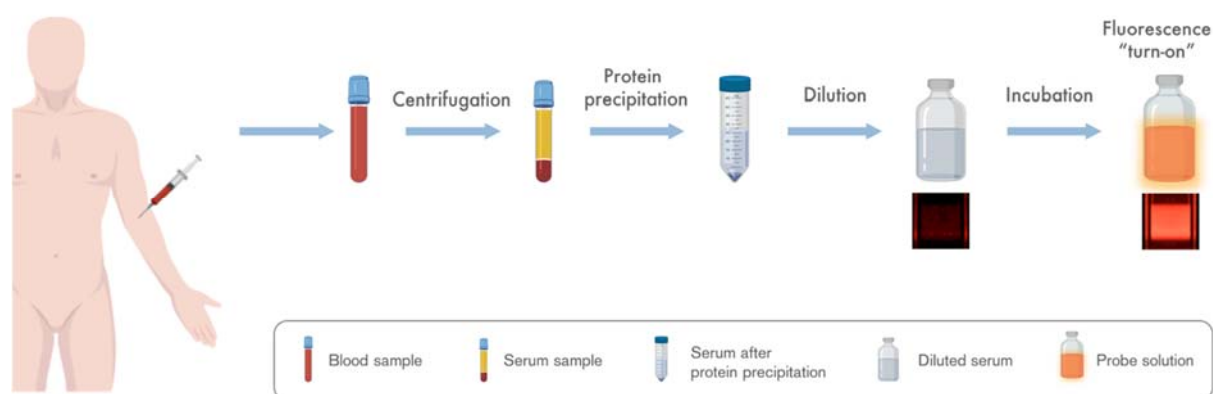 Fluorescence
“turn-on”
Centrifugation
Protein
precipitation
Dilution
Incubation
Blood sample
Serum sample
Serum after
protein precipitation
Diluted serum
Probe solution